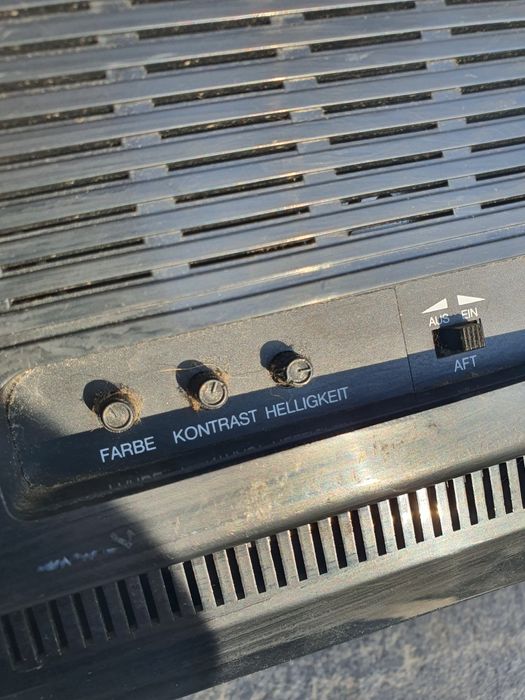 AUS EIN
AFT
FARBE KONTRAST HELLIGKEIT